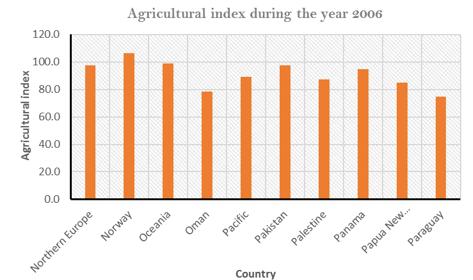 Agricultural index during the year 2006
120.0
100.0
80.0
60.0
40.0
20.0
0.0
Agricultural index
Northern Europe
Norway
Oceania
Oman
Pacific
Pakistan
Palestine
Panama
Papua New...
Paraguay
Country